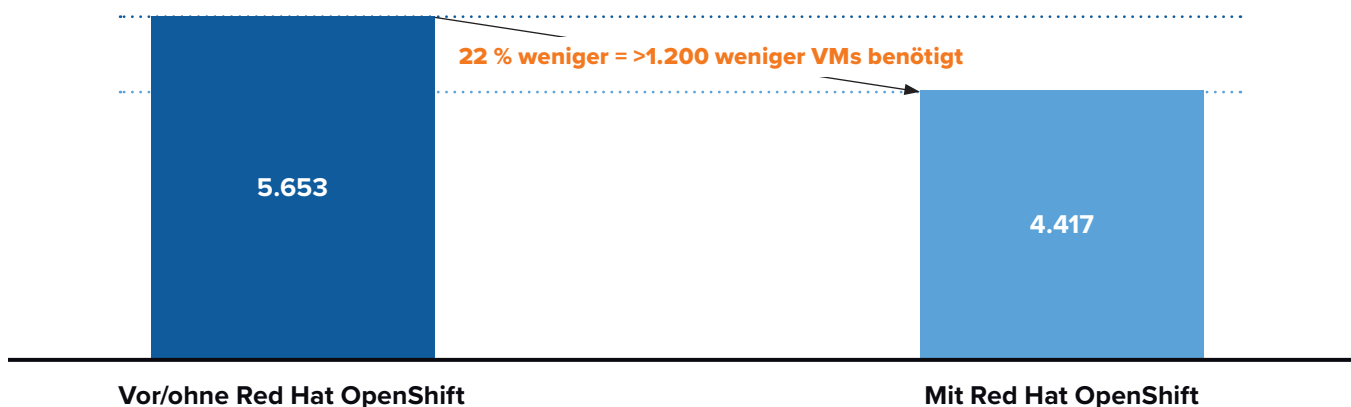 22 % weniger = >1.200 weniger VMs benötigt
5.653
4.417
Vor/ohne Red Hat OpenShift
Mit Red Hat OpenShift